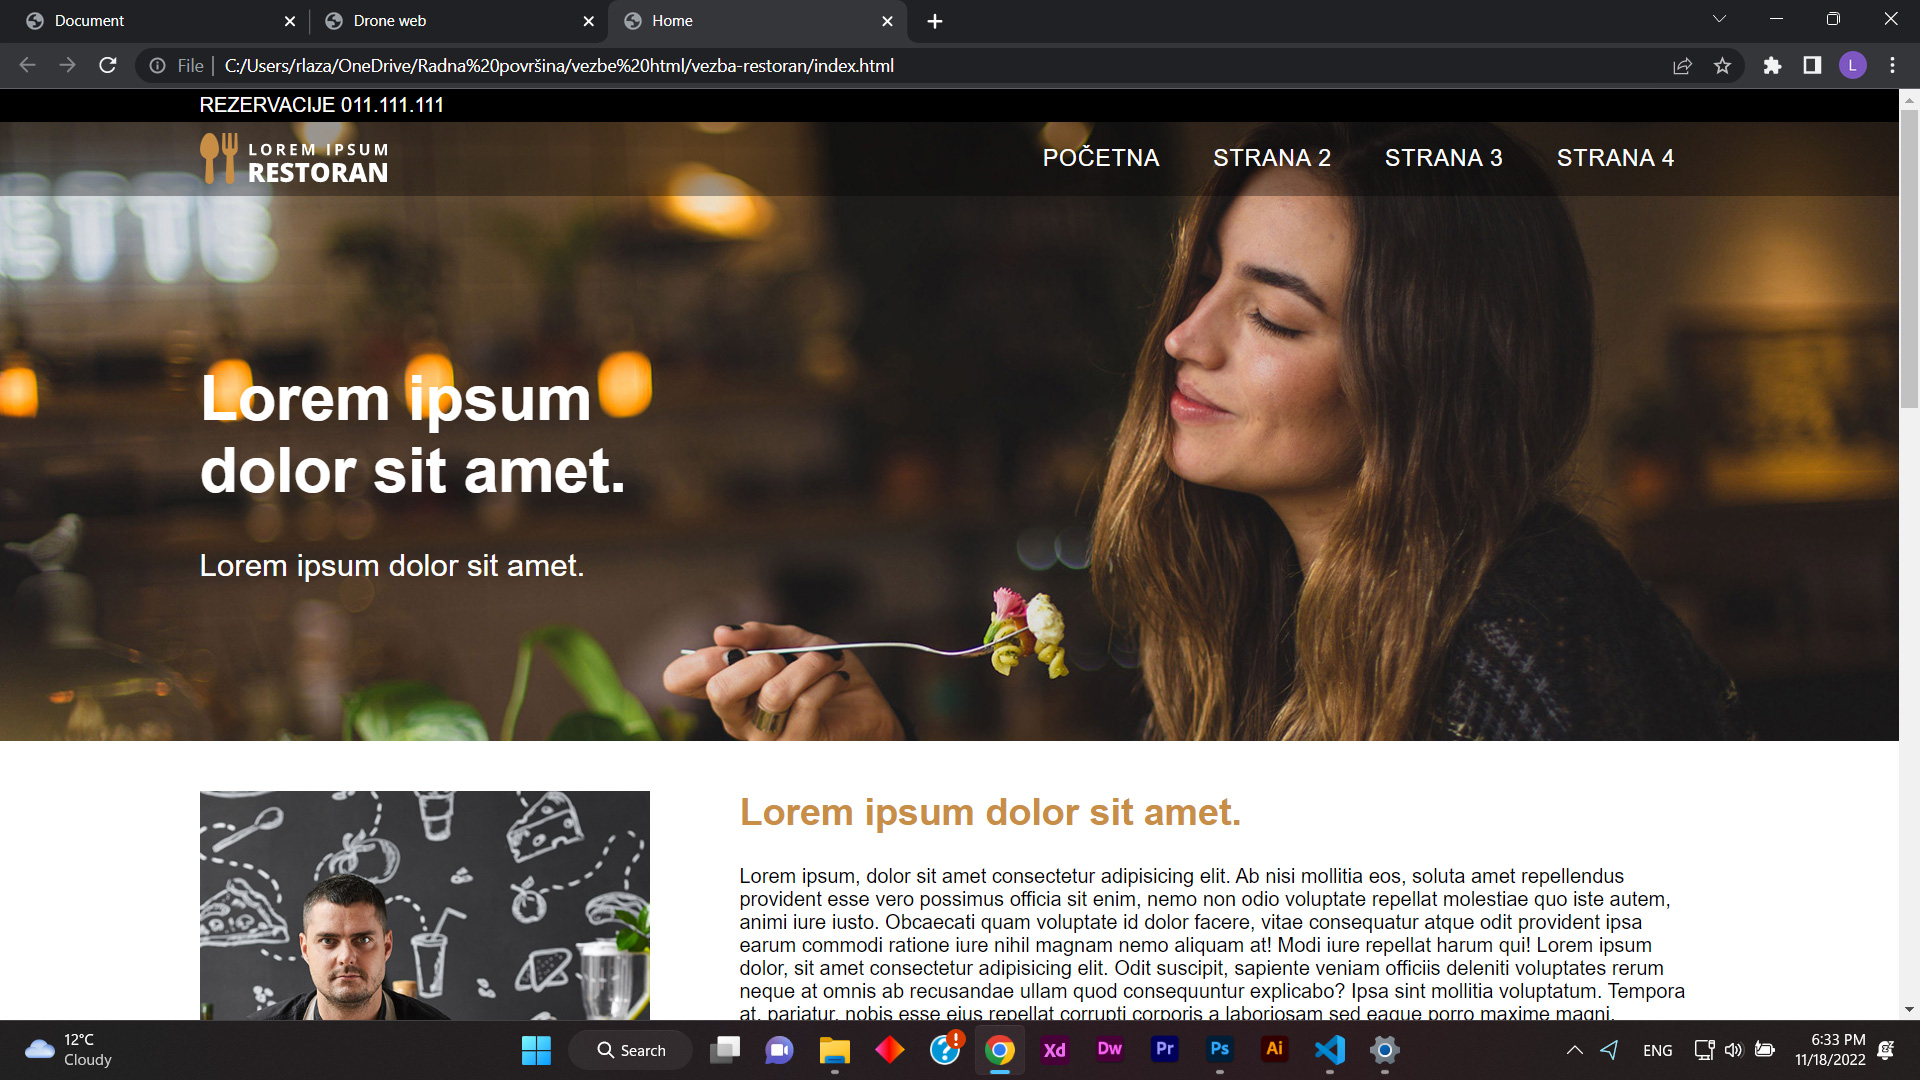 Document
Drone web
Home
File
C:/Users/rlaza/OneDrive/Radna%20površina/vezbe%20html/vezba-restoran/index.html
L
REZERVACIJE 011.111.111
LOREM IPSUM
RESTORAN
POČETNA STRANA 2 STRANA 3 STRANA 4
ETTE
Lorem ipsum
dolor sit amet.
Lorem ipsum dolor sit amet.
Lorem ipsum dolor sit amet.
Lorem ipsum, dolor sit amet consectetur adipisicing elit. Ab nisi mollitia eos, soluta amet repellendus
provident esse vero possimus officia sit enim, nemo non odio voluptate repellat molestiae quo iste autem,
animi iure iusto. Obcaecati quam voluptate id dolor facere, vitae consequatur atque odit provident ipsa
earum commodi ratione iure nihil magnam nemo aliquam at! Modi iure repellat harum qui! Lorem ipsum
dolor, sit amet consectetur adipisicing elit. Odit suscipit, sapiente veniam officiis deleniti voluptates rerum
neque at omnis ab recusandae ullam quod consequuntur explicabo? Ipsa sint mollitia voluptatum. Tempora
at, pariatur, nobis esse eius repellat corrupti corporis a laboriosam sed eaque porro maxime magni.
12°C
Cloudy
Search
Xd
Dw
Pr
Ps
Ai
ENG
6:33 PM
11/18/2022